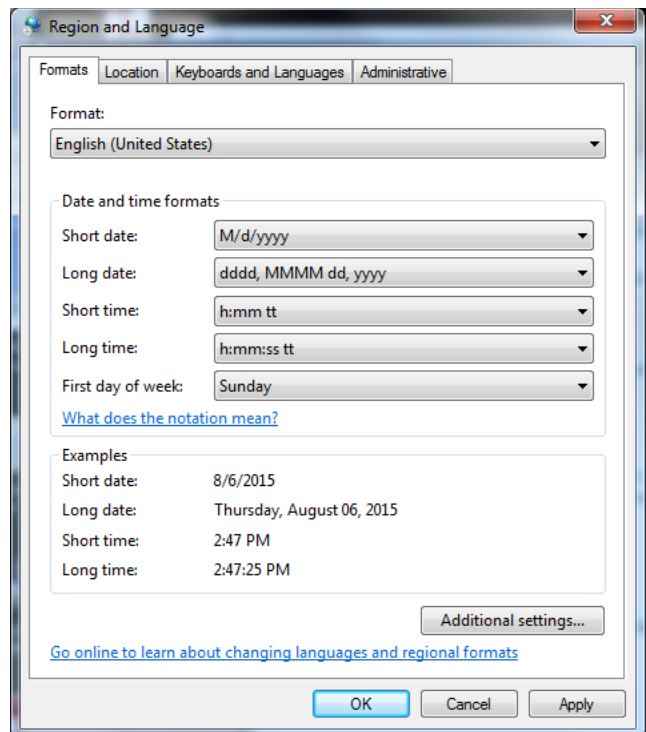 Region and Language
Formats Location Keyboards and Languages Administrative
Format:
English (United States)
Date and time formats
Short date: M/d/yyyy
Long date: dddd, MMMM dd, yyyy
Short time: h:mm tt
Long time: h:mm:ss tt
First day of week: Sunday
What does the notation mean?
Examples
Short date: 8/6/2015
Long date: Thursday, August 06, 2015
Short time: 2:47 PM
Long time: 2:47:25 PM
Additional settings...
Go online to learn about changing languages and regional formats
OK Cancel Apply